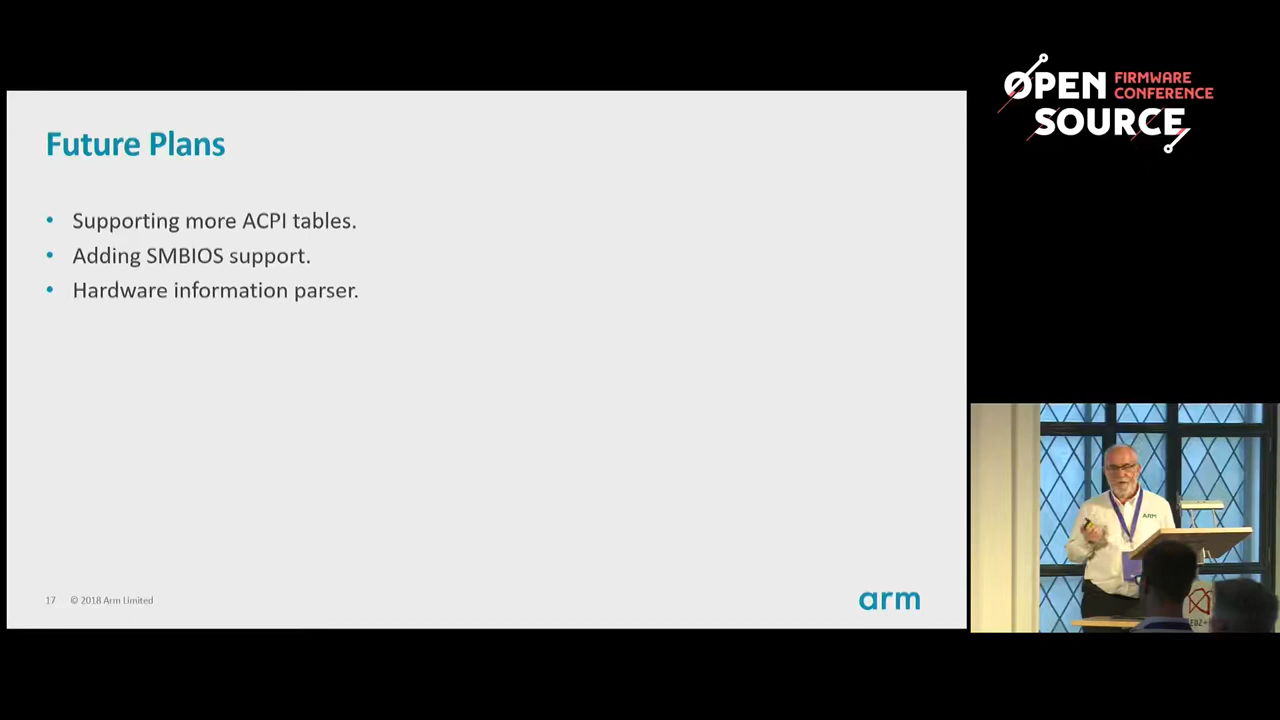 OPEN FIRMWARE
CONFERENCE
SOURCE
Future Plans
• Supporting more ACPI tables.
• Adding SMBIOS support.
• Hardware information parser.
17 © 2018 Arm Limited
arm
ARM